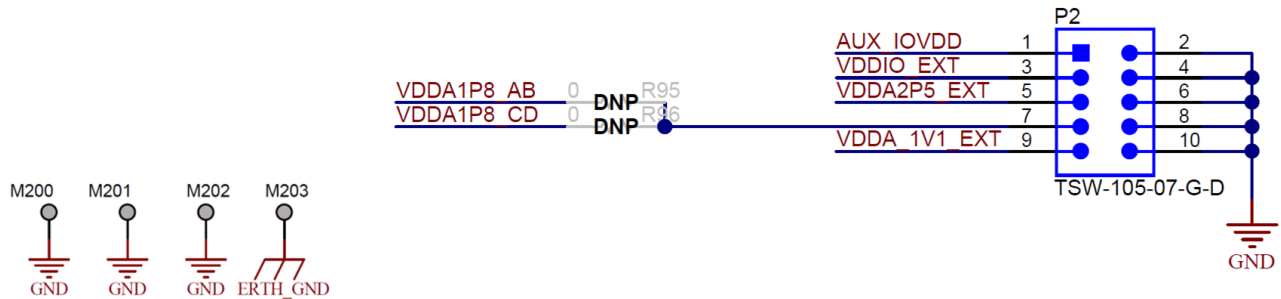 P2
AUX_IOVDD 1 2
VDDIO_EXT 3 4
VDDA1P8_AB 0 DNP R95 VDDA2P5_EXT 5 6
VDDA1P8_CD 0 DNP R96 7 8
VDDA_1V1_EXT 9 10
TSW-105-07-G-D
M200 M201 M202 M203
GND
GND GND GND ERTH_GND